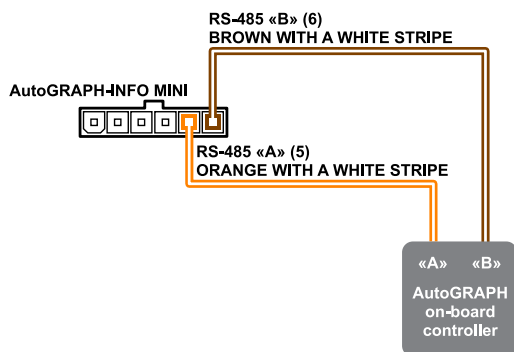 RS-485 «B» (6)
BROWN WITH A WHITE STRIPE
AutoGRAPH-INFO MINI
RS-485 «A» (5)
ORANGE WITH A WHITE STRIPE
«A» «B»
AutoGRAPH
on-board
controller